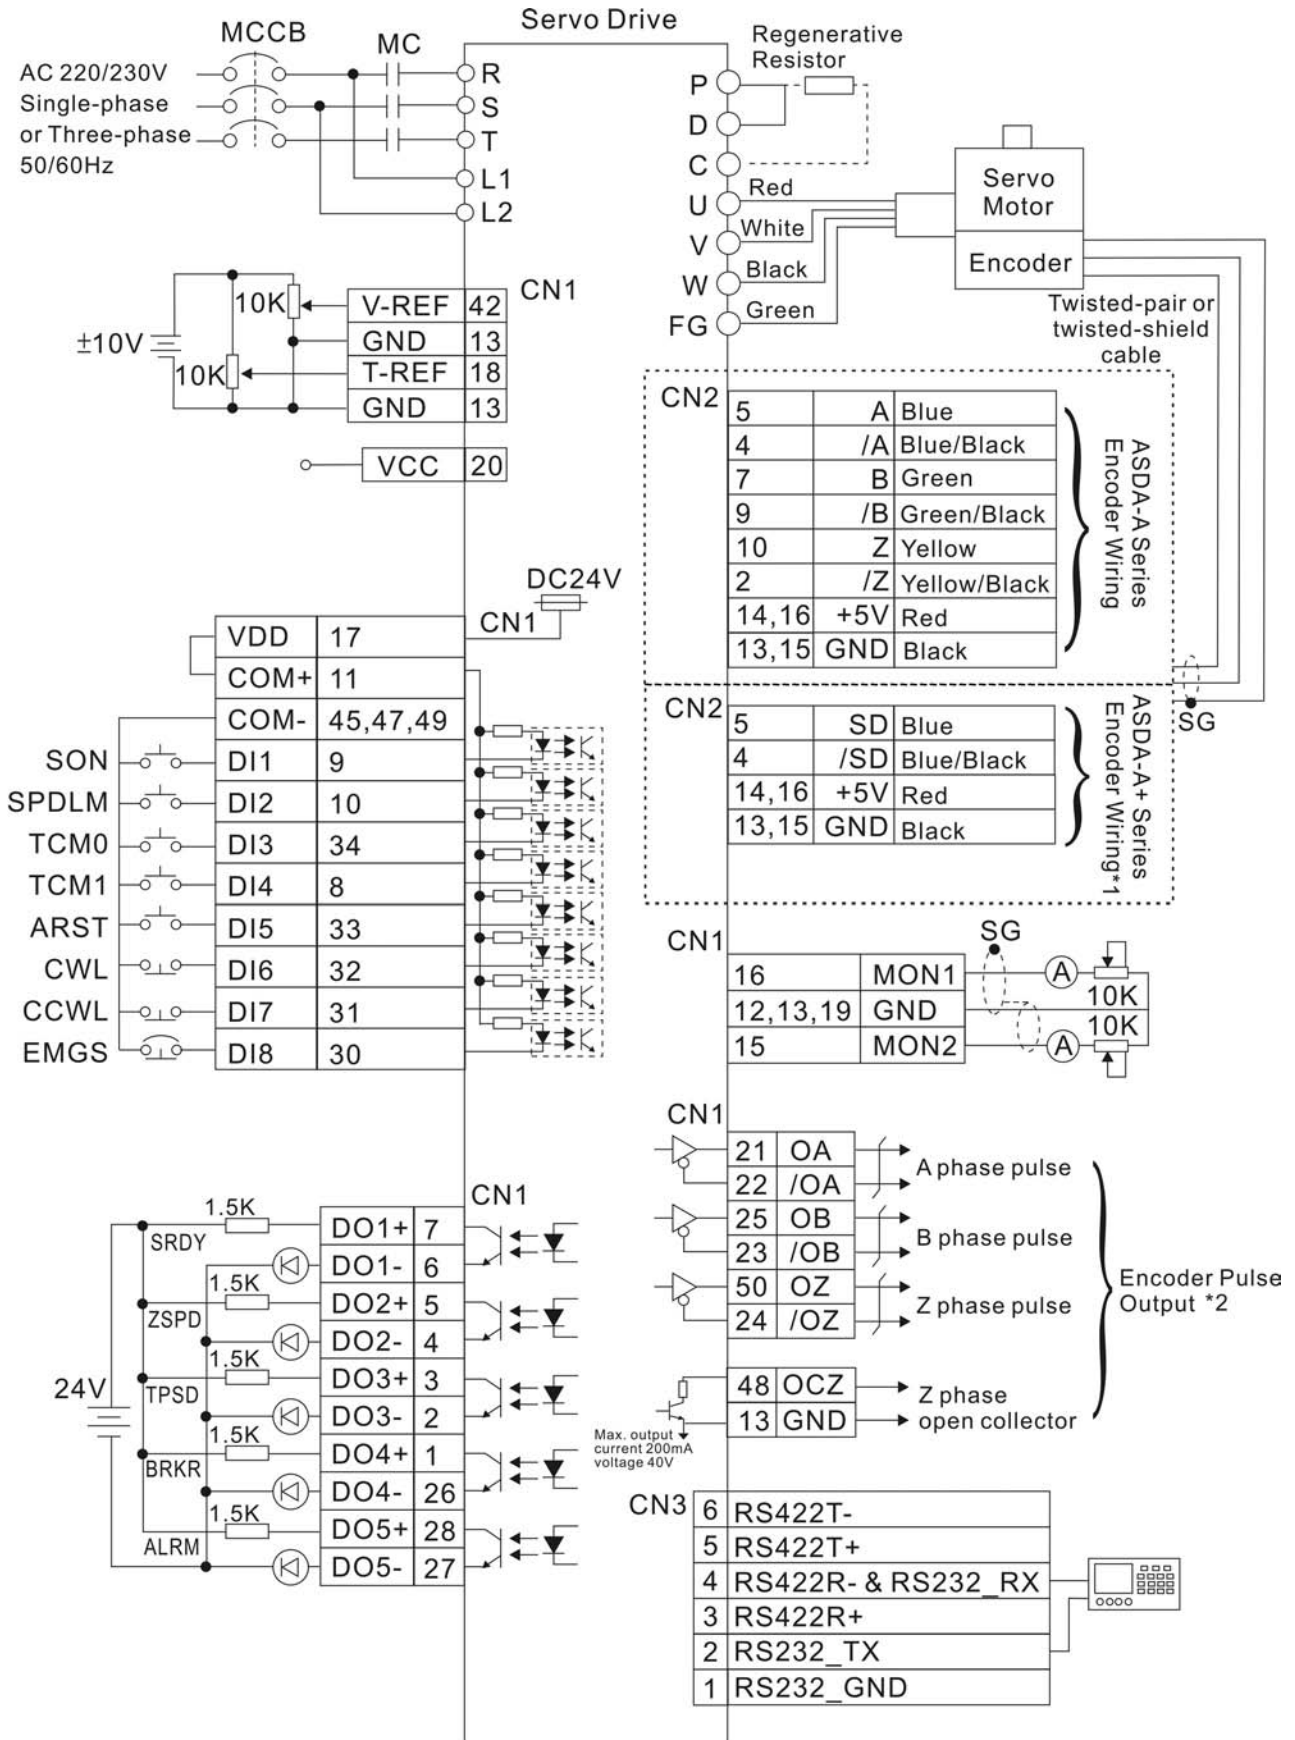 Servo Drive
MCCB
MC
AC 220/230V
Single-phase
or Three-phase
50/60Hz
R
S
T
L1
L2
Regenerative
Resistor
P
D
C
U Red
V White
W Black
FG Green
Servo
Motor
Encoder
Twisted-pair or
twisted-shield
cable
CN1
±10V
10K
10K
V-REF 42
GND 13
T-REF 18
GND 13
VCC 20
CN2
5 A Blue
4 /A Blue/Black
7 B Green
9 /B Green/Black
10 Z Yellow
2 /Z Yellow/Black
14,16 +5V Red
13,15 GND Black
ASDA-A Series
Encoder Wiring
CN2
5 SD Blue
4 /SD Blue/Black
14,16 +5V Red
13,15 GND Black
ASDA-A+ Series
Encoder Wiring*1
SG
DC24V
CN1
VDD 17
COM+ 11
COM- 45,47,49
SON DI1 9
SPDLM DI2 10
TCM0 DI3 34
TCM1 DI4 8
ARST DI5 33
CWL DI6 32
CCWL DI7 31
EMGS DI8 30
CN1
SG
16 MON1 A
10K
12,13,19 GND
10K
15 MON2 A
CN1
21 OA
22 /OA
A phase pulse
25 OB
23 /OB
B phase pulse
50 OZ
24 /OZ
Z phase pulse
48 OCZ
13 GND
Z phase
open collector
Encoder Pulse
Output *2
Max. output
current 200mA
voltage 40V
CN1
24V
1.5K
SRDY
DO1+ 7
DO1- 6
1.5K
ZSPD
DO2+ 5
DO2- 4
1.5K
TPSD
DO3+ 3
DO3- 2
1.5K
BRKR
DO4+ 1
DO4- 26
1.5K
ALRM
DO5+ 28
DO5- 27
CN3
6 RS422T-
5 RS422T+
4 RS422R- & RS232_RX
3 RS422R+
2 RS232_TX
1 RS232_GND